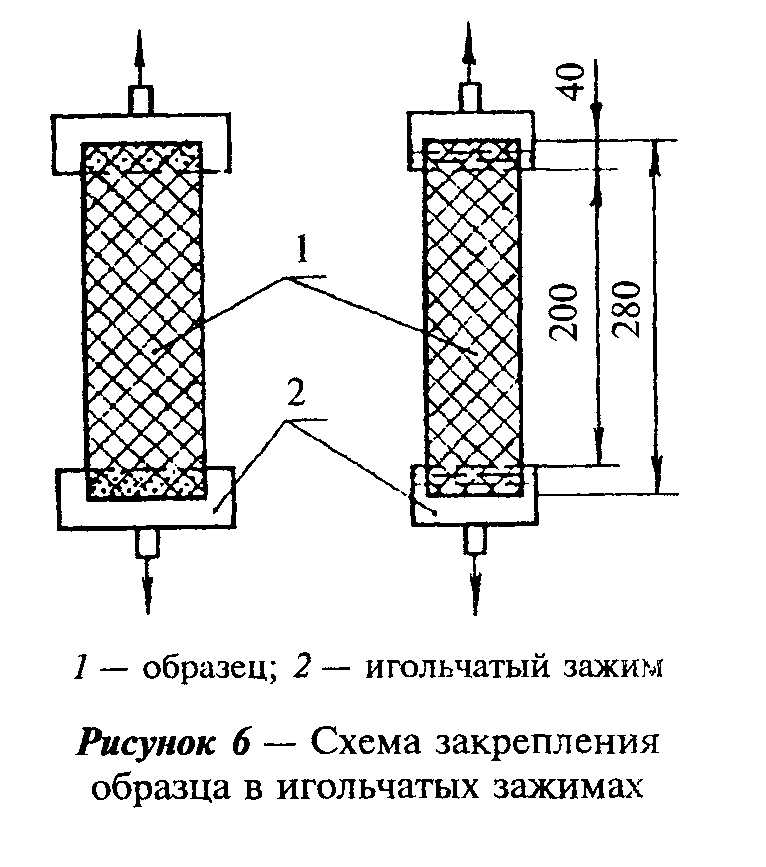 40
1
200
280
2
1 — образец; 2 — игольчатый зажим
Рисунок 6 — Схема закрепления
образца в игольчатых зажимах